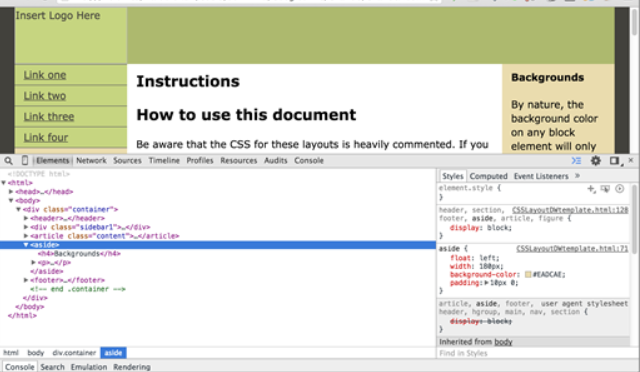 Insert Logo Here
Link one
Link two
Link three
Link four
Instructions
How to use this document
Be aware that the CSS for these layouts is heavily commented. If you
Backgrounds
By nature, the
background color
on any block
element will only
Elements Network Sources Timeline Profiles Resources Audits Console
<!DOCTYPE html>
<html>
<head>…</head>
<body>
<div class="container">
<header>…</header>
<div class="sidebar1">…</div>
<article class="content">…</article>
<aside>
<h4>Backgrounds</h4>
<p>…</p>
</aside>
<footer>…</footer>
<!-- end .container -->
</div>
</body>
</html>
html body div.container aside
Console Search Emulation Rendering
Styles Computed Event Listeners »
element.style {
}
header, section, CSSLayoutDWtemplate.html:128
footer, aside, article, figure {
display: block;
}
aside { CSSLayoutDWtemplate.html:71
float: left;
width: 180px;
background-color: #EADCAE;
padding: 10px 0;
}
article, aside, footer, user agent stylesheet
header, hgroup, main, nav, section {
display: block;
}
Inherited from body
Find in Styles